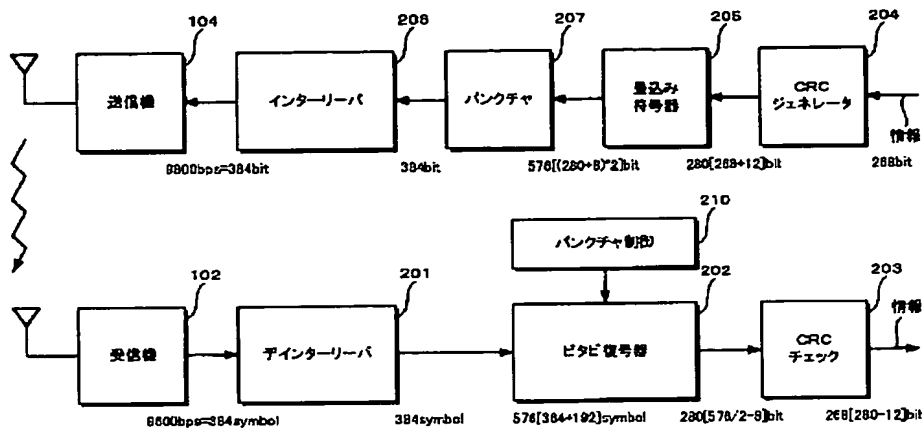 104
208
207
205
204
送信機
インターリーバ
パンクチャ
畳込み
符号器
CRC
ジェネレータ
情報
9600bps=384bit
384bit
576[(280+8)*2]bit
280[268+12]bit
268bit
210
パンクチャ制御
102
201
202
203
受信機
デインターリーバ
ビタビ復号器
CRC
チェック
情報
9600bps=384symbol
384symbol
576[384+192]symbol
280[576/2-8]bit
268[280-12]bit